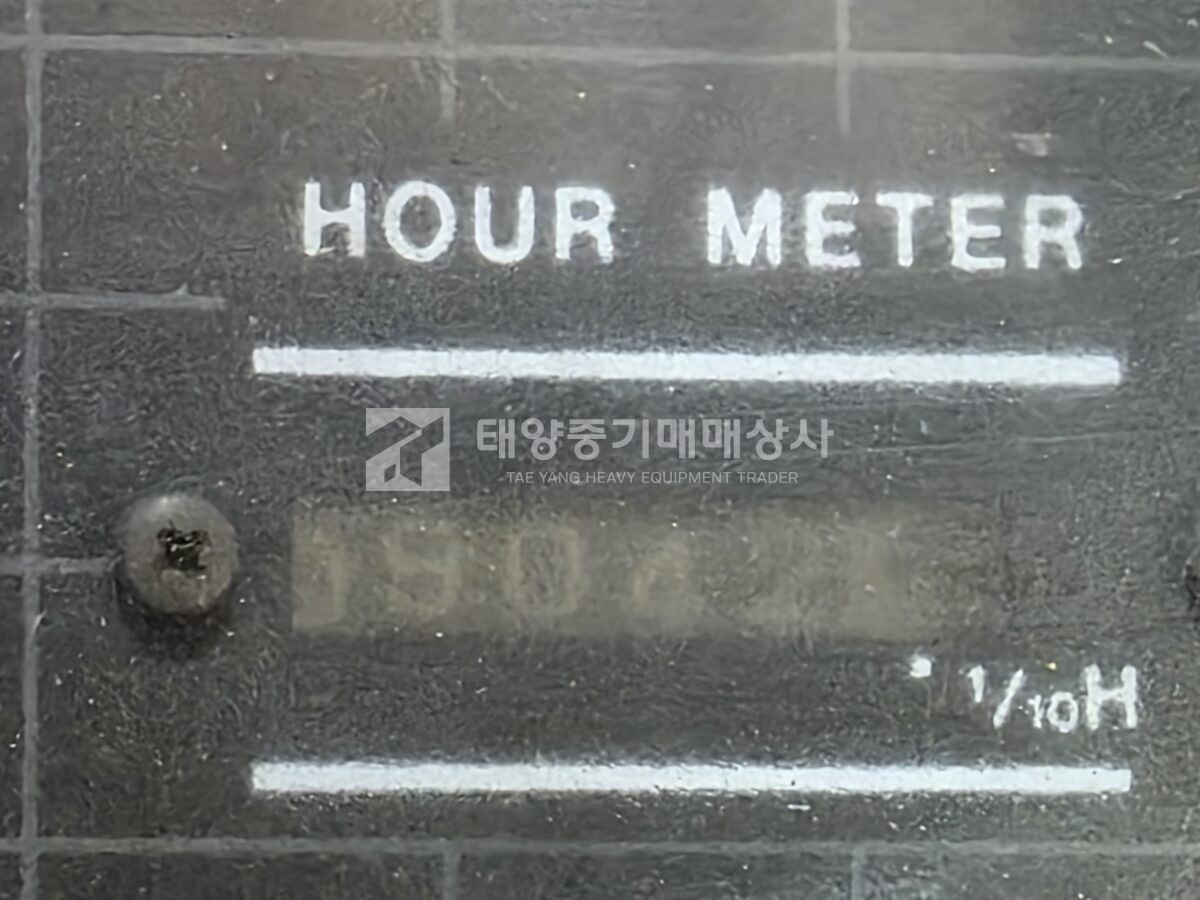 HOUR METER
태양중기매매상사
TAE YANG HEAVY EQUIPMENT TRADER
1/10H